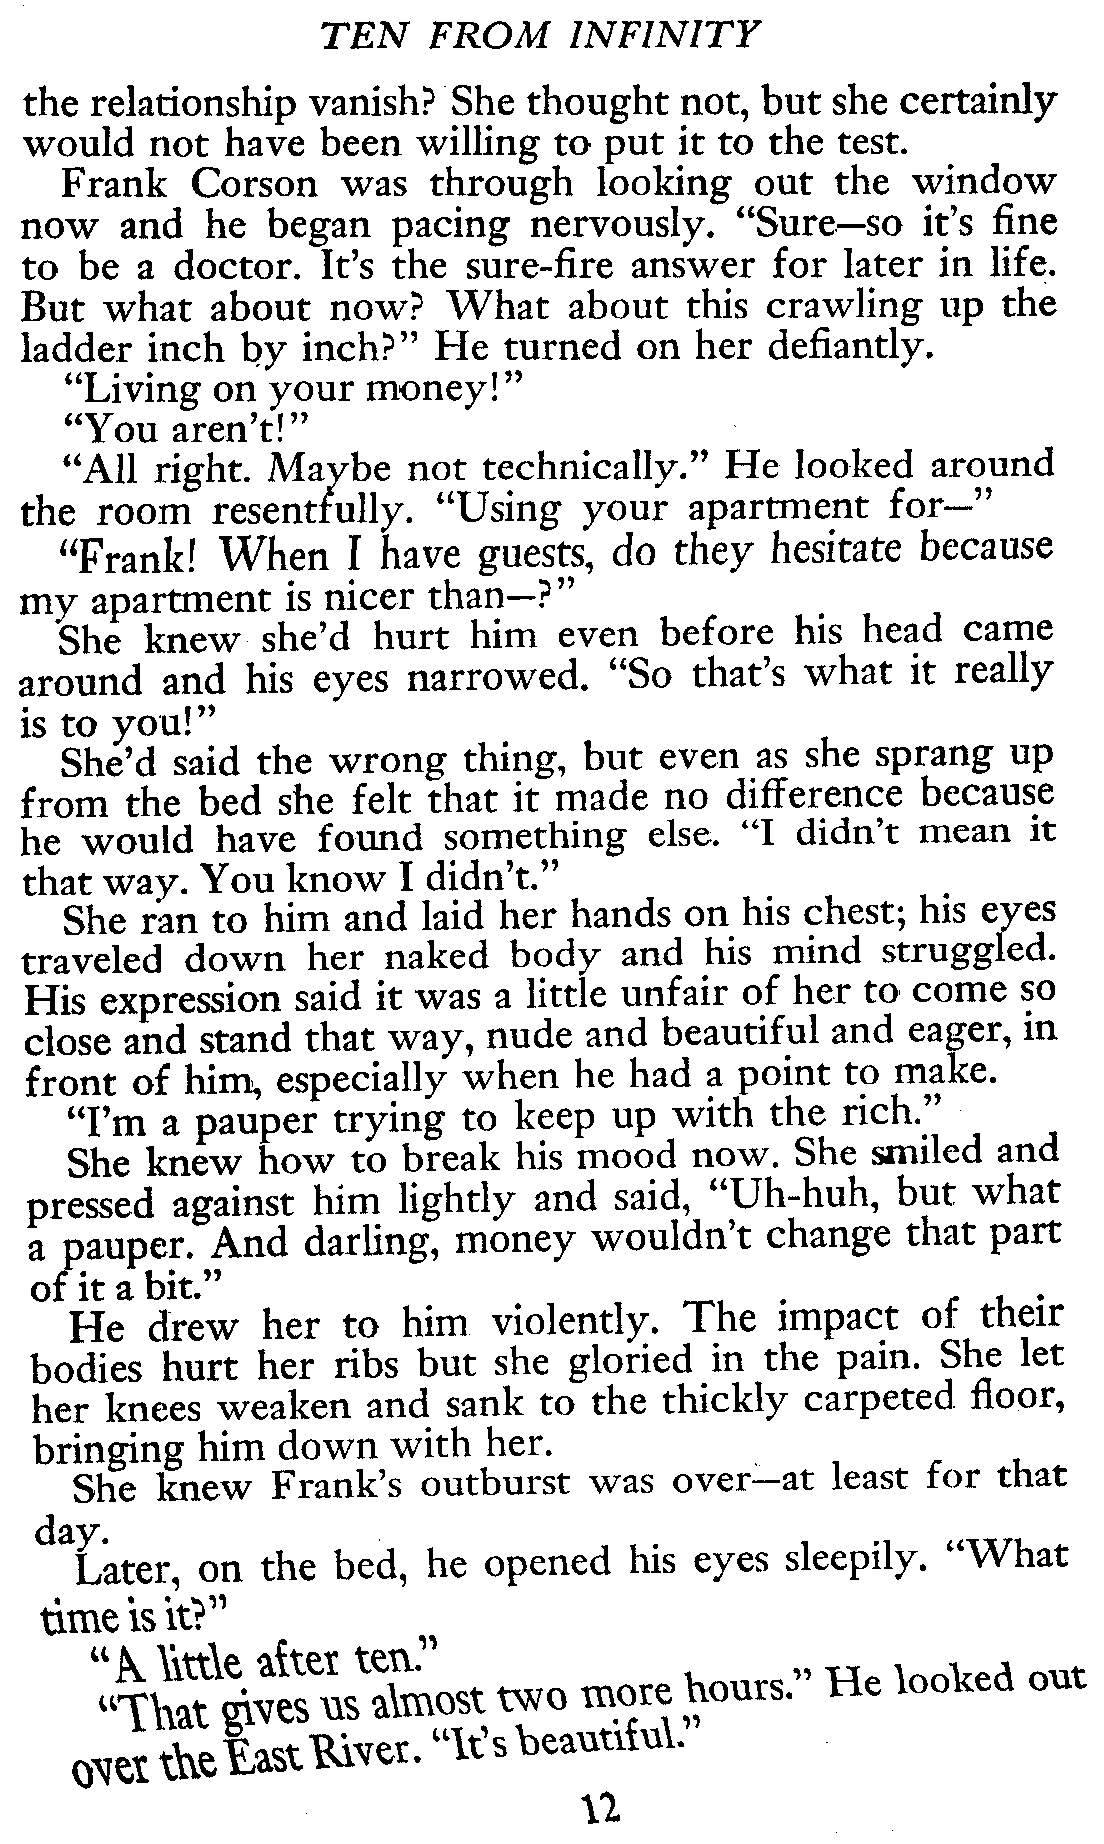 TEN FROM INFINITY
the relationship vanish? She thought not, but she certainly
would not have been willing to put it to the test.
Frank Corson was through looking out the window
now and he began pacing nervously. “Sure—so it’s fine
to be a doctor. It’s the sure-fire answer for later in life.
But what about now? What about this crawling up the
ladder inch by inch?” He turned on her defiantly.
“Living on your money!”
“You aren’t!”
“All right. Maybe not technically.” He looked around
the room resentfully. “Using your apartment for—”
“Frank! When I have guests, do they hesitate because
my apartment is nicer than—?”
She knew she’d hurt him even before his head came
around and his eyes narrowed. “So that’s what it really
is to you!”
She’d said the wrong thing, but even as she sprang up
from the bed she felt that it made no difference because
he would have found something else. “I didn’t mean it
that way. You know I didn’t.”
She ran to him and laid her hands on his chest; his eyes
traveled down her naked body and his mind struggled.
His expression said it was a little unfair of her to come so
close and stand that way, nude and beautiful and eager, in
front of him, especially when he had a point to make.
“I’m a pauper trying to keep up with the rich.”
She knew how to break his mood now. She smiled and
pressed against him lightly and said, “Uh-huh, but what
a pauper. And darling, money wouldn’t change that part
of it a bit.”
He drew her to him violently. The impact of their
bodies hurt her ribs but she gloried in the pain. She let
her knees weaken and sank to the thickly carpeted floor,
bringing him down with her.
She knew Frank’s outburst was over—at least for that
day.
Later, on the bed, he opened his eyes sleepily. “What
time is it?”
“A little after ten.”
“That gives us almost two more hours.” He looked out
over the East River. “It’s beautiful.”
12